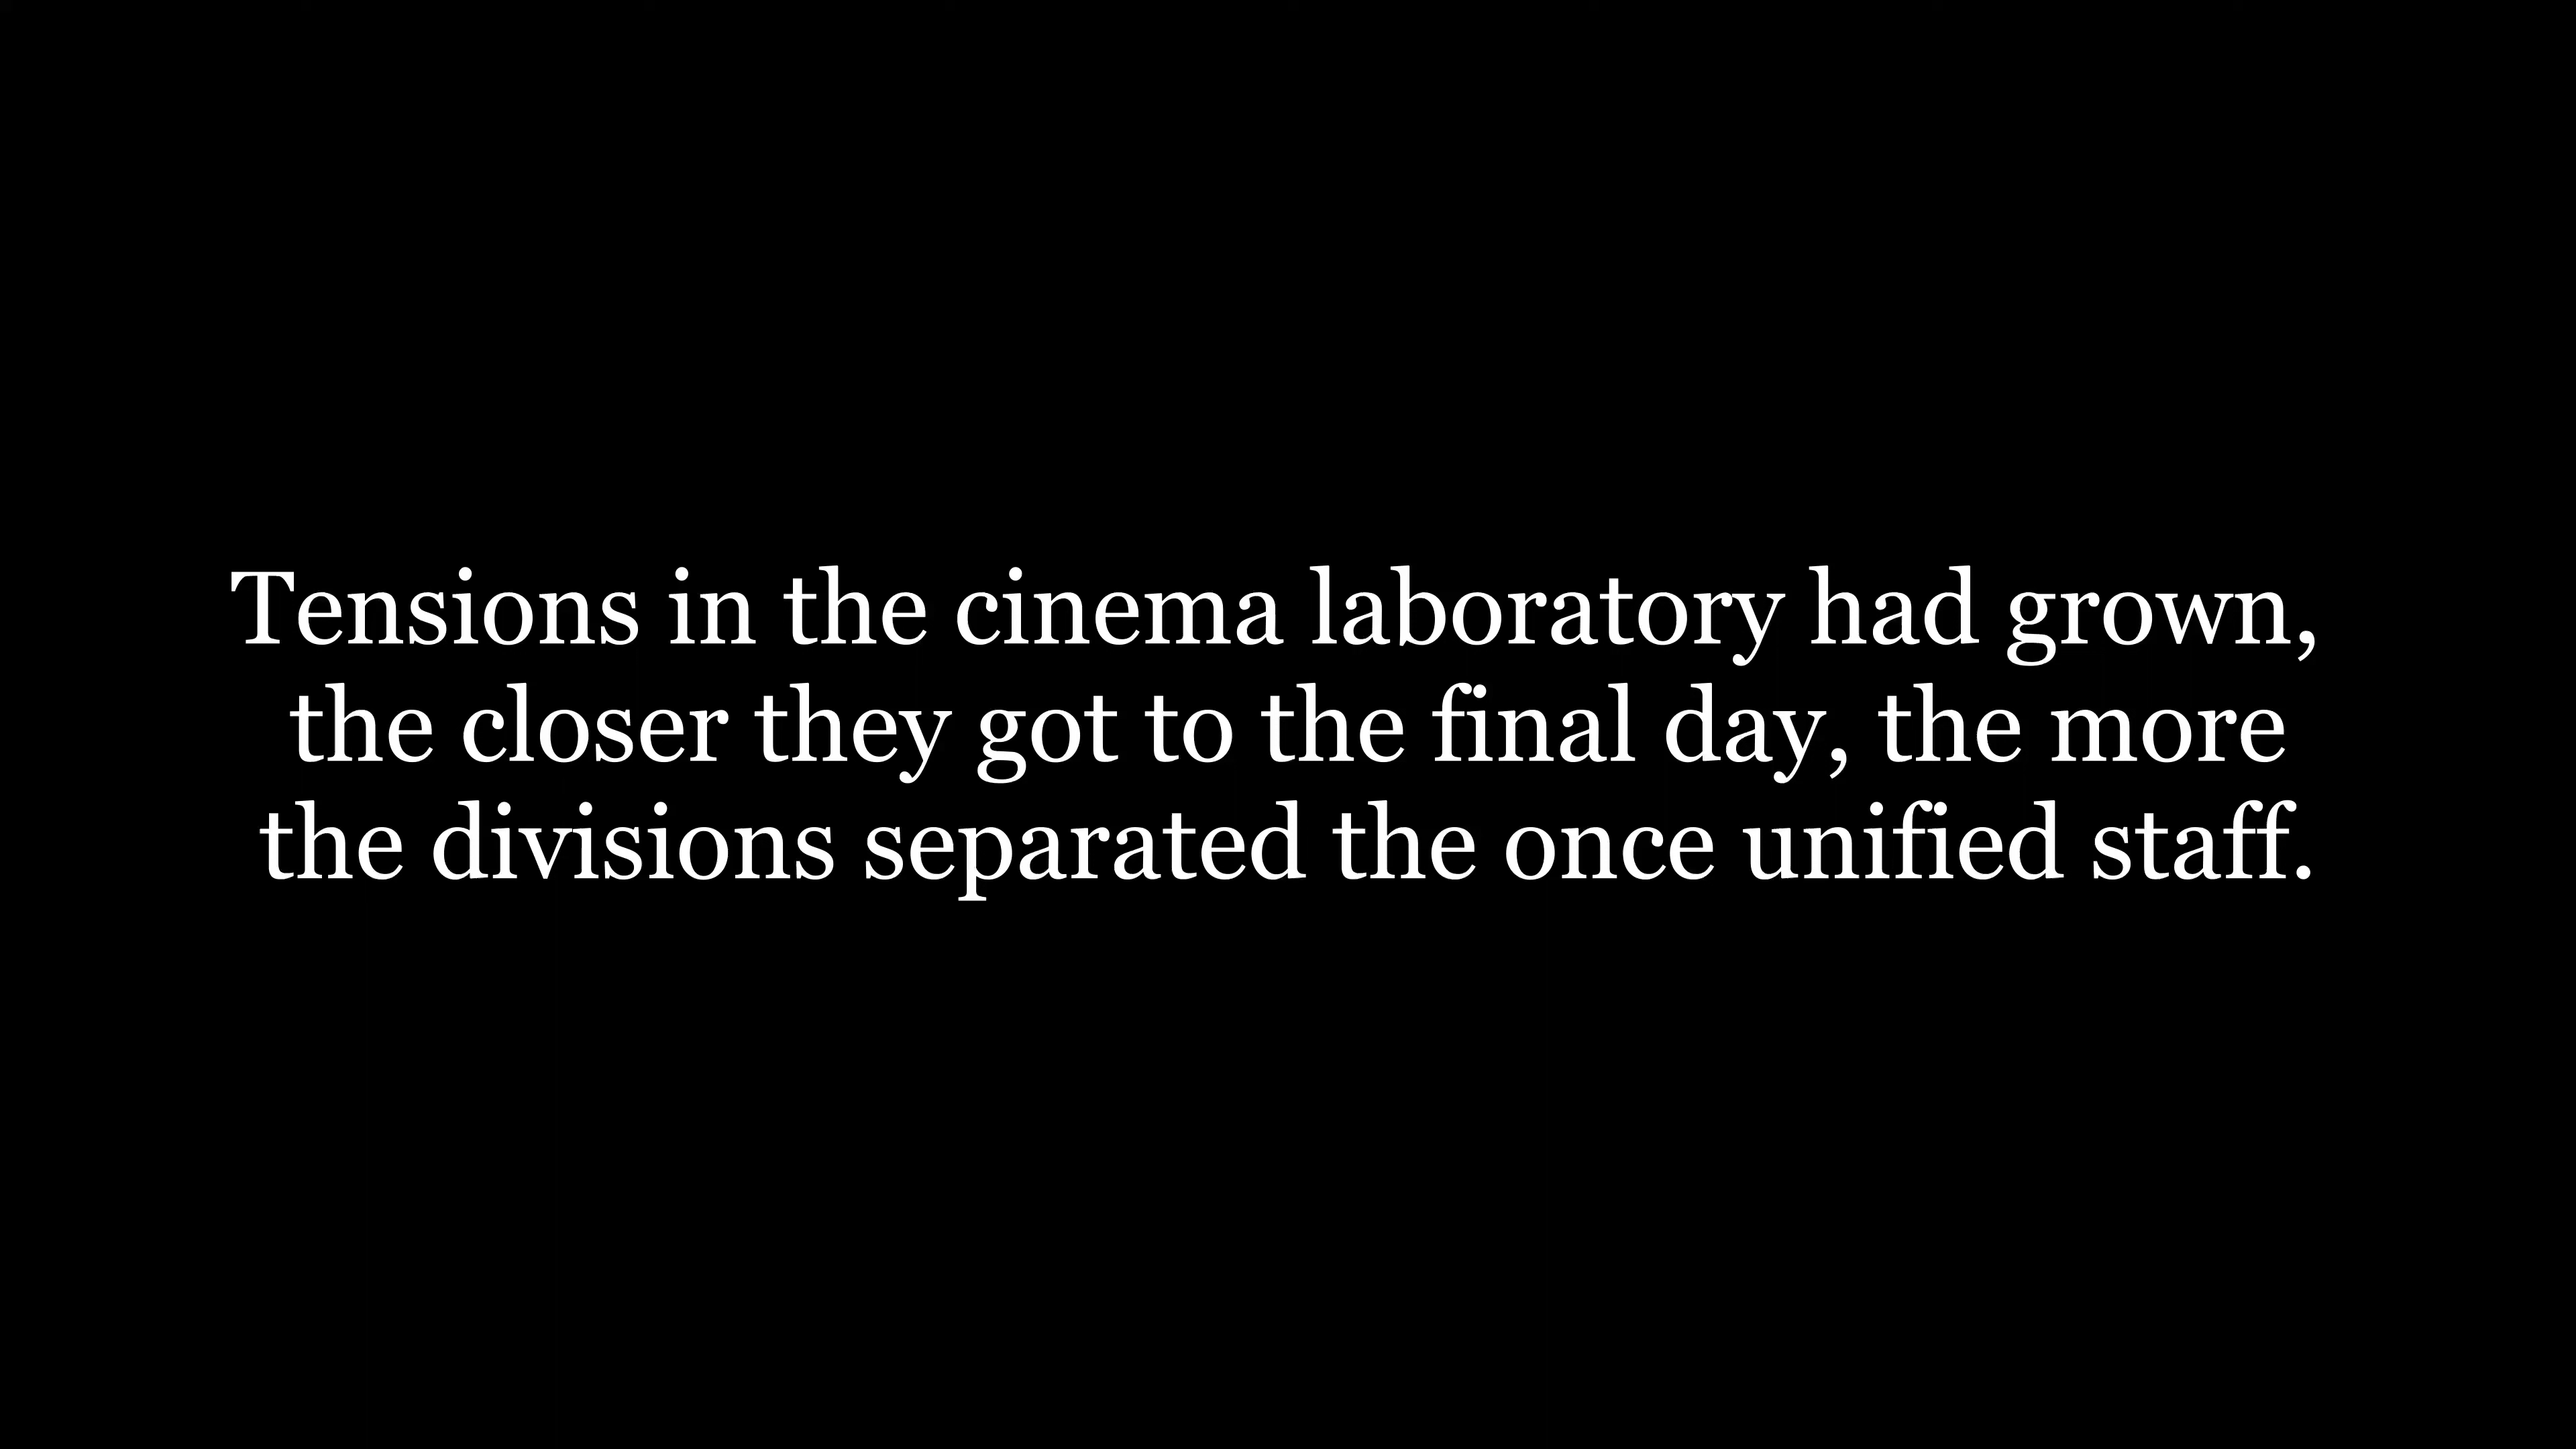 Tensions in the cinema laboratory had grown,
the closer they got to the final day, the more
the divisions separated the once unified staff.